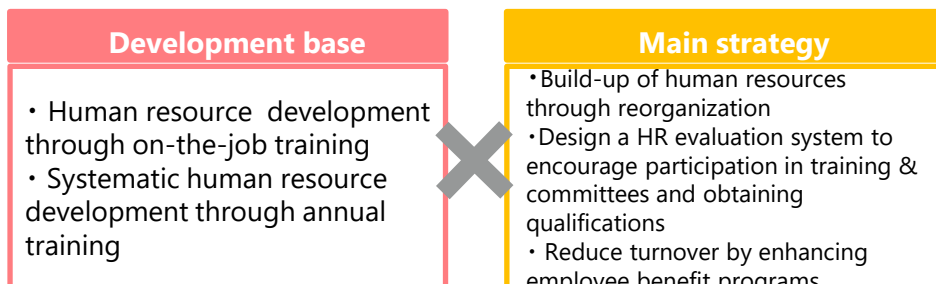 Development base
・Human resource development
through on-the-job training
・Systematic human resource
development through annual
training
Main strategy
・Build-up of human resources
through reorganization
・Design a HR evaluation system to
encourage participation in training &
committees and obtaining
qualifications
・Reduce turnover by enhancing
employee benefit programs